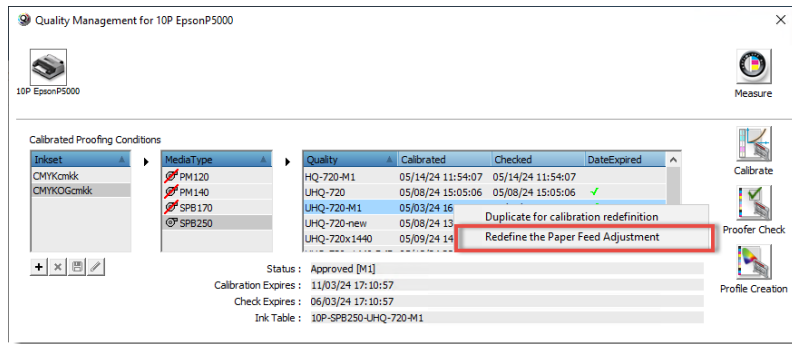 Quality Management for 10P EpsonP5000
10P EpsonP5000
Measure
Calibrated Proofing Conditions
Inkset MediaType Quality Calibrated Checked DateExpired
CMYKcmkk PM120 HQ-720-M1 05/14/24 11:54:07 05/14/24 11:54:07
CMYKOGcmkk PM140 UHQ-720 05/08/24 15:05:06 05/08/24 15:05:06
SPB170 UHQ-720-M1 05/03/24 16
SPB250 UHQ-720-new 05/08/24 13
UHQ-720x1440 05/09/24 14
Duplicate for calibration redefinition
Redefine the Paper Feed Adjustment
Calibrate
Proofer Check
Profile Creation
Status : Approved [M1]
Calibration Expires : 11/03/24 17:10:57
Check Expires : 06/03/24 17:10:57
Ink Table : 10P-SPB250-UHQ-720-M1